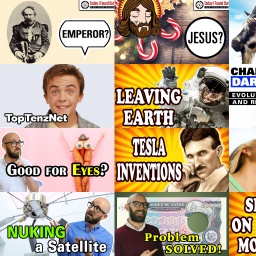 EMPEROR?
JESUS?
TopTenzNet
LEAVING
EARTH
CHA
DAR
EVOLU
AND RE
GOOD FOR EYES?
TESLA
INVENTIONS
NUKING
a Satellite
Problem
SOLVED!
S
ON
MO